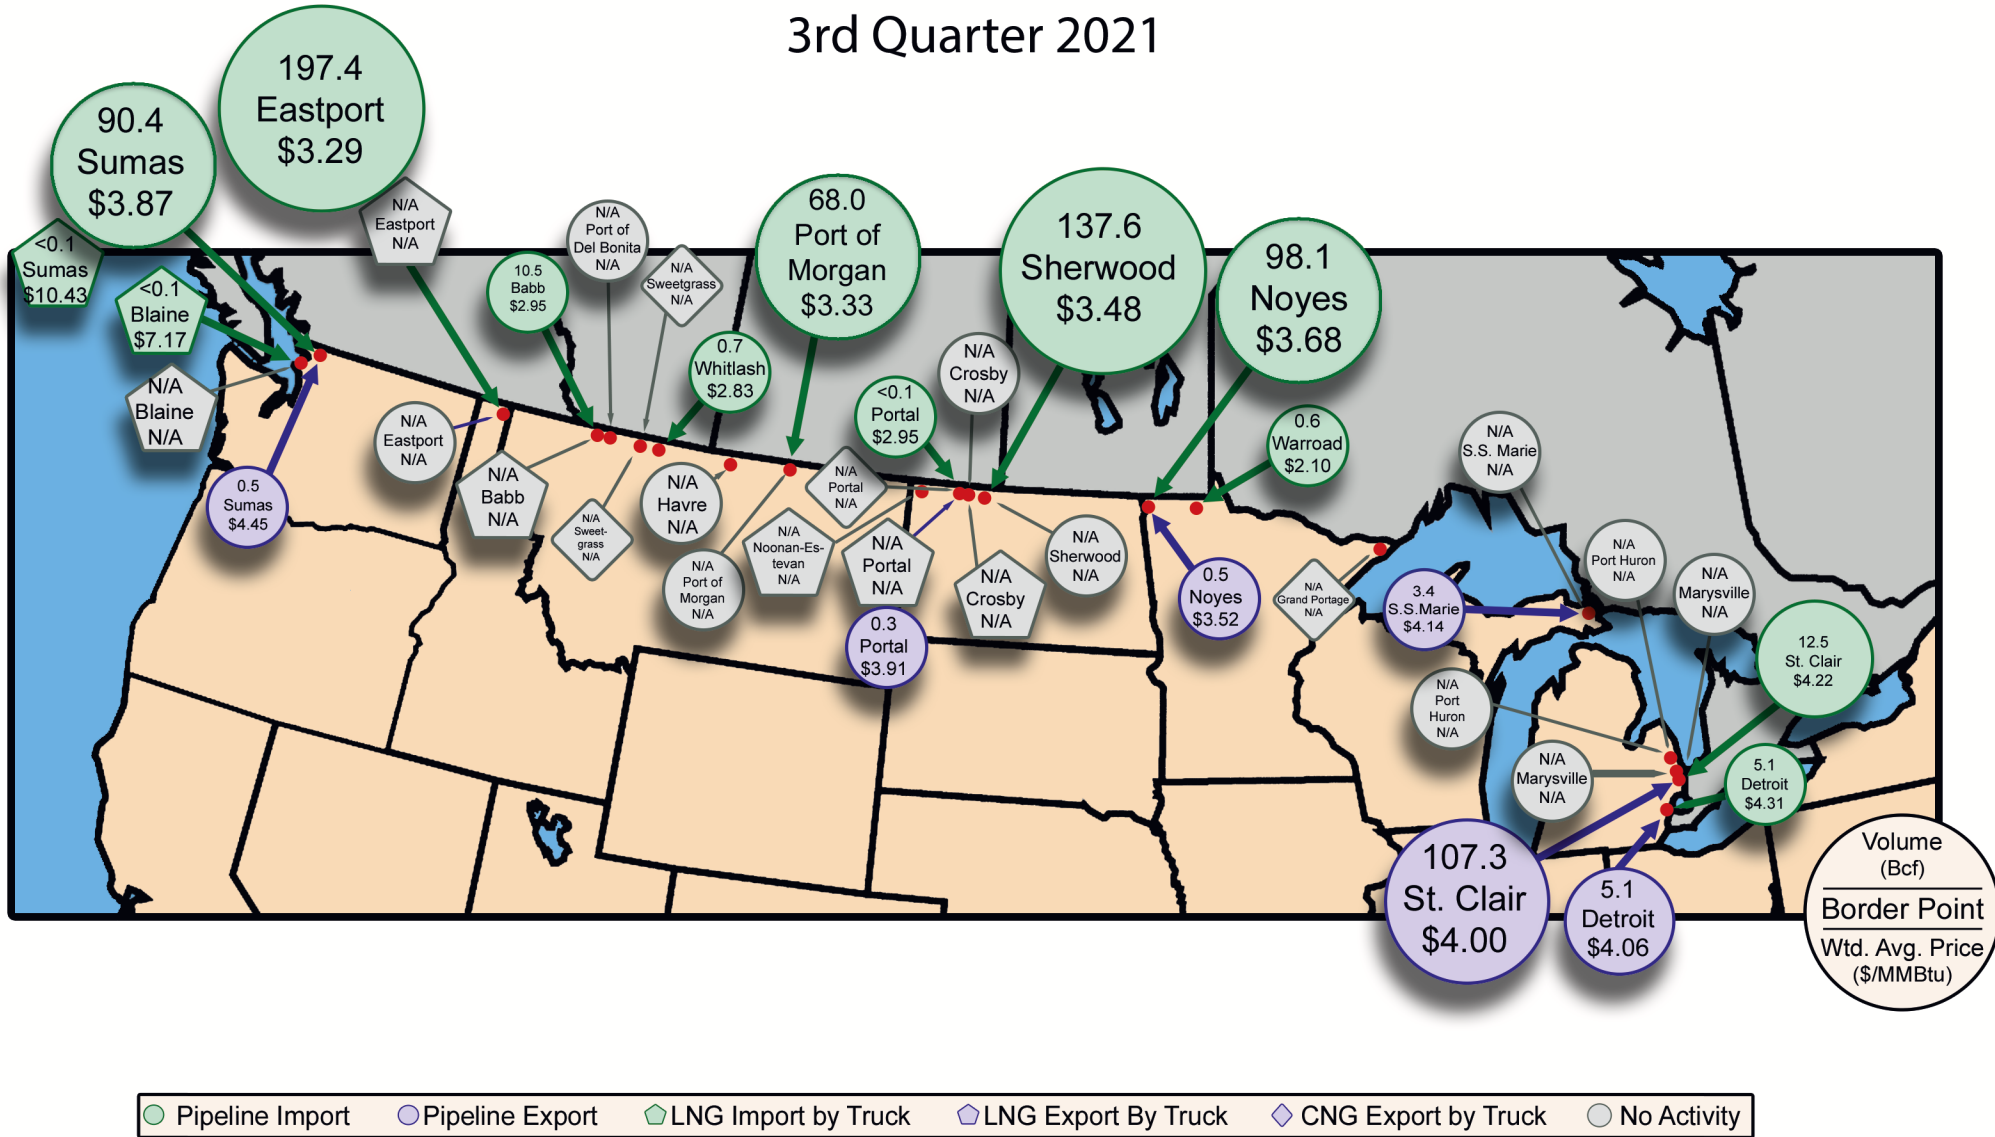 3rd Quarter 2021
197.4
Eastport
$3.29
90.4
Sumas
$3.87
<0.1
Sumas
$10.43
<0.1
Blaine
$7.17
N/A
Blaine
N/A
0.5
Sumas
$4.45
N/A
Eastport
N/A
N/A
Eastport
N/A
10.5
Babb
$2.95
N/A
Babb
N/A
N/A
Port of
Del Bonita
N/A
N/A
Sweetgrass
N/A
N/A
Sweet-
grass
N/A
0.7
Whitlash
$2.83
N/A
Havre
N/A
68.0
Port of
Morgan
$3.33
N/A
Port of
Morgan
N/A
N/A
Noonan-Es-
tevan
N/A
N/A
Portal
N/A
<0.1
Portal
$2.95
N/A
Portal
N/A
0.3
Portal
$3.91
N/A
Crosby
N/A
N/A
Crosby
N/A
137.6
Sherwood
$3.48
N/A
Sherwood
N/A
98.1
Noyes
$3.68
0.5
Noyes
$3.52
0.6
Warroad
$2.10
N/A
Grand Portage
N/A
N/A
S.S. Marie
N/A
3.4
S.S.Marie
$4.14
N/A
Port Huron
N/A
N/A
Marysville
N/A
N/A
Port
Huron
N/A
N/A
Marysville
N/A
12.5
St. Clair
$4.22
5.1
Detroit
$4.31
107.3
St. Clair
$4.00
5.1
Detroit
$4.06
Volume
(Bcf)
Border Point
Wtd. Avg. Price
($/MMBtu)
Pipeline Import
Pipeline Export
LNG Import by Truck
LNG Export By Truck
CNG Export by Truck
No Activity